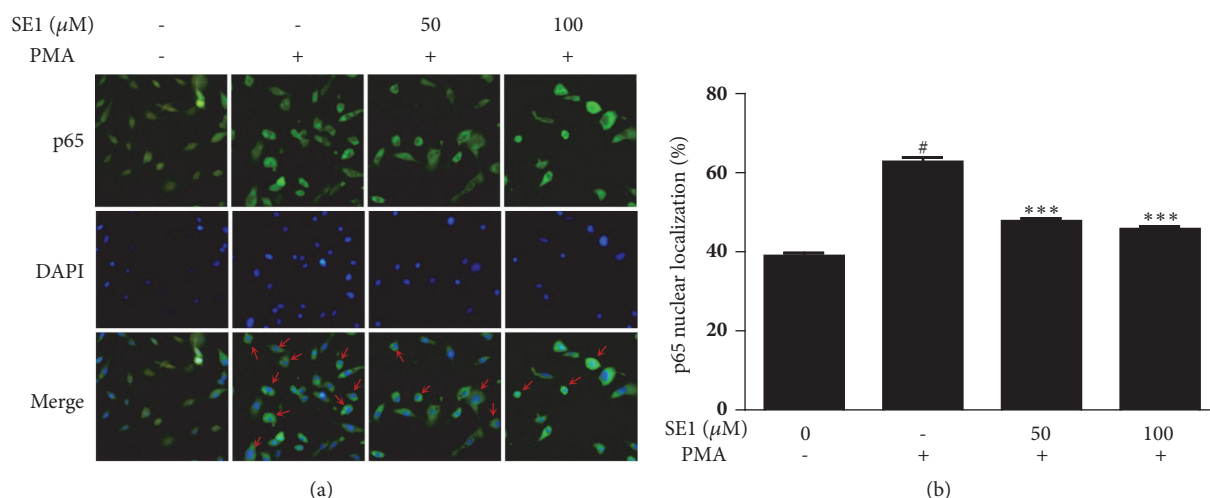 SE1 (μM) - - 50 100
PMA - + + +
p65
DAPI
Merge
(a)
p65 nuclear localization (%)
80
60
40
20
0
#
***
***
SE1 (μM) 0 - 50 100
PMA - + + +
(b)